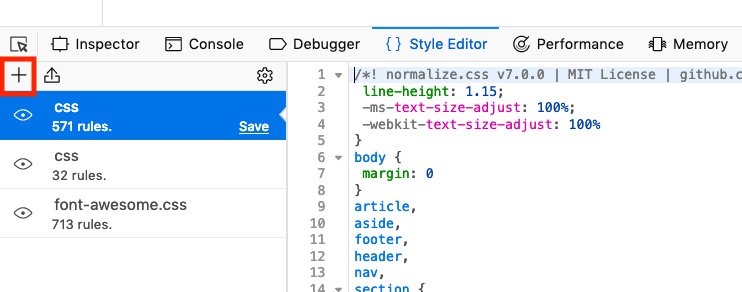 Inspector Console Debugger {} Style Editor Performance Memory
css
571 rules. Save
css
32 rules.
font-awesome.css
713 rules.
1 /*! normalize.css v7.0.0 | MIT License | github.c
2 line-height: 1.15;
3 -ms-text-size-adjust: 100%;
4 -webkit-text-size-adjust: 100%
5 }
6 body {
7 margin: 0
8 }
9 article,
10 aside,
11 footer,
12 header,
13 nav,
14 section {